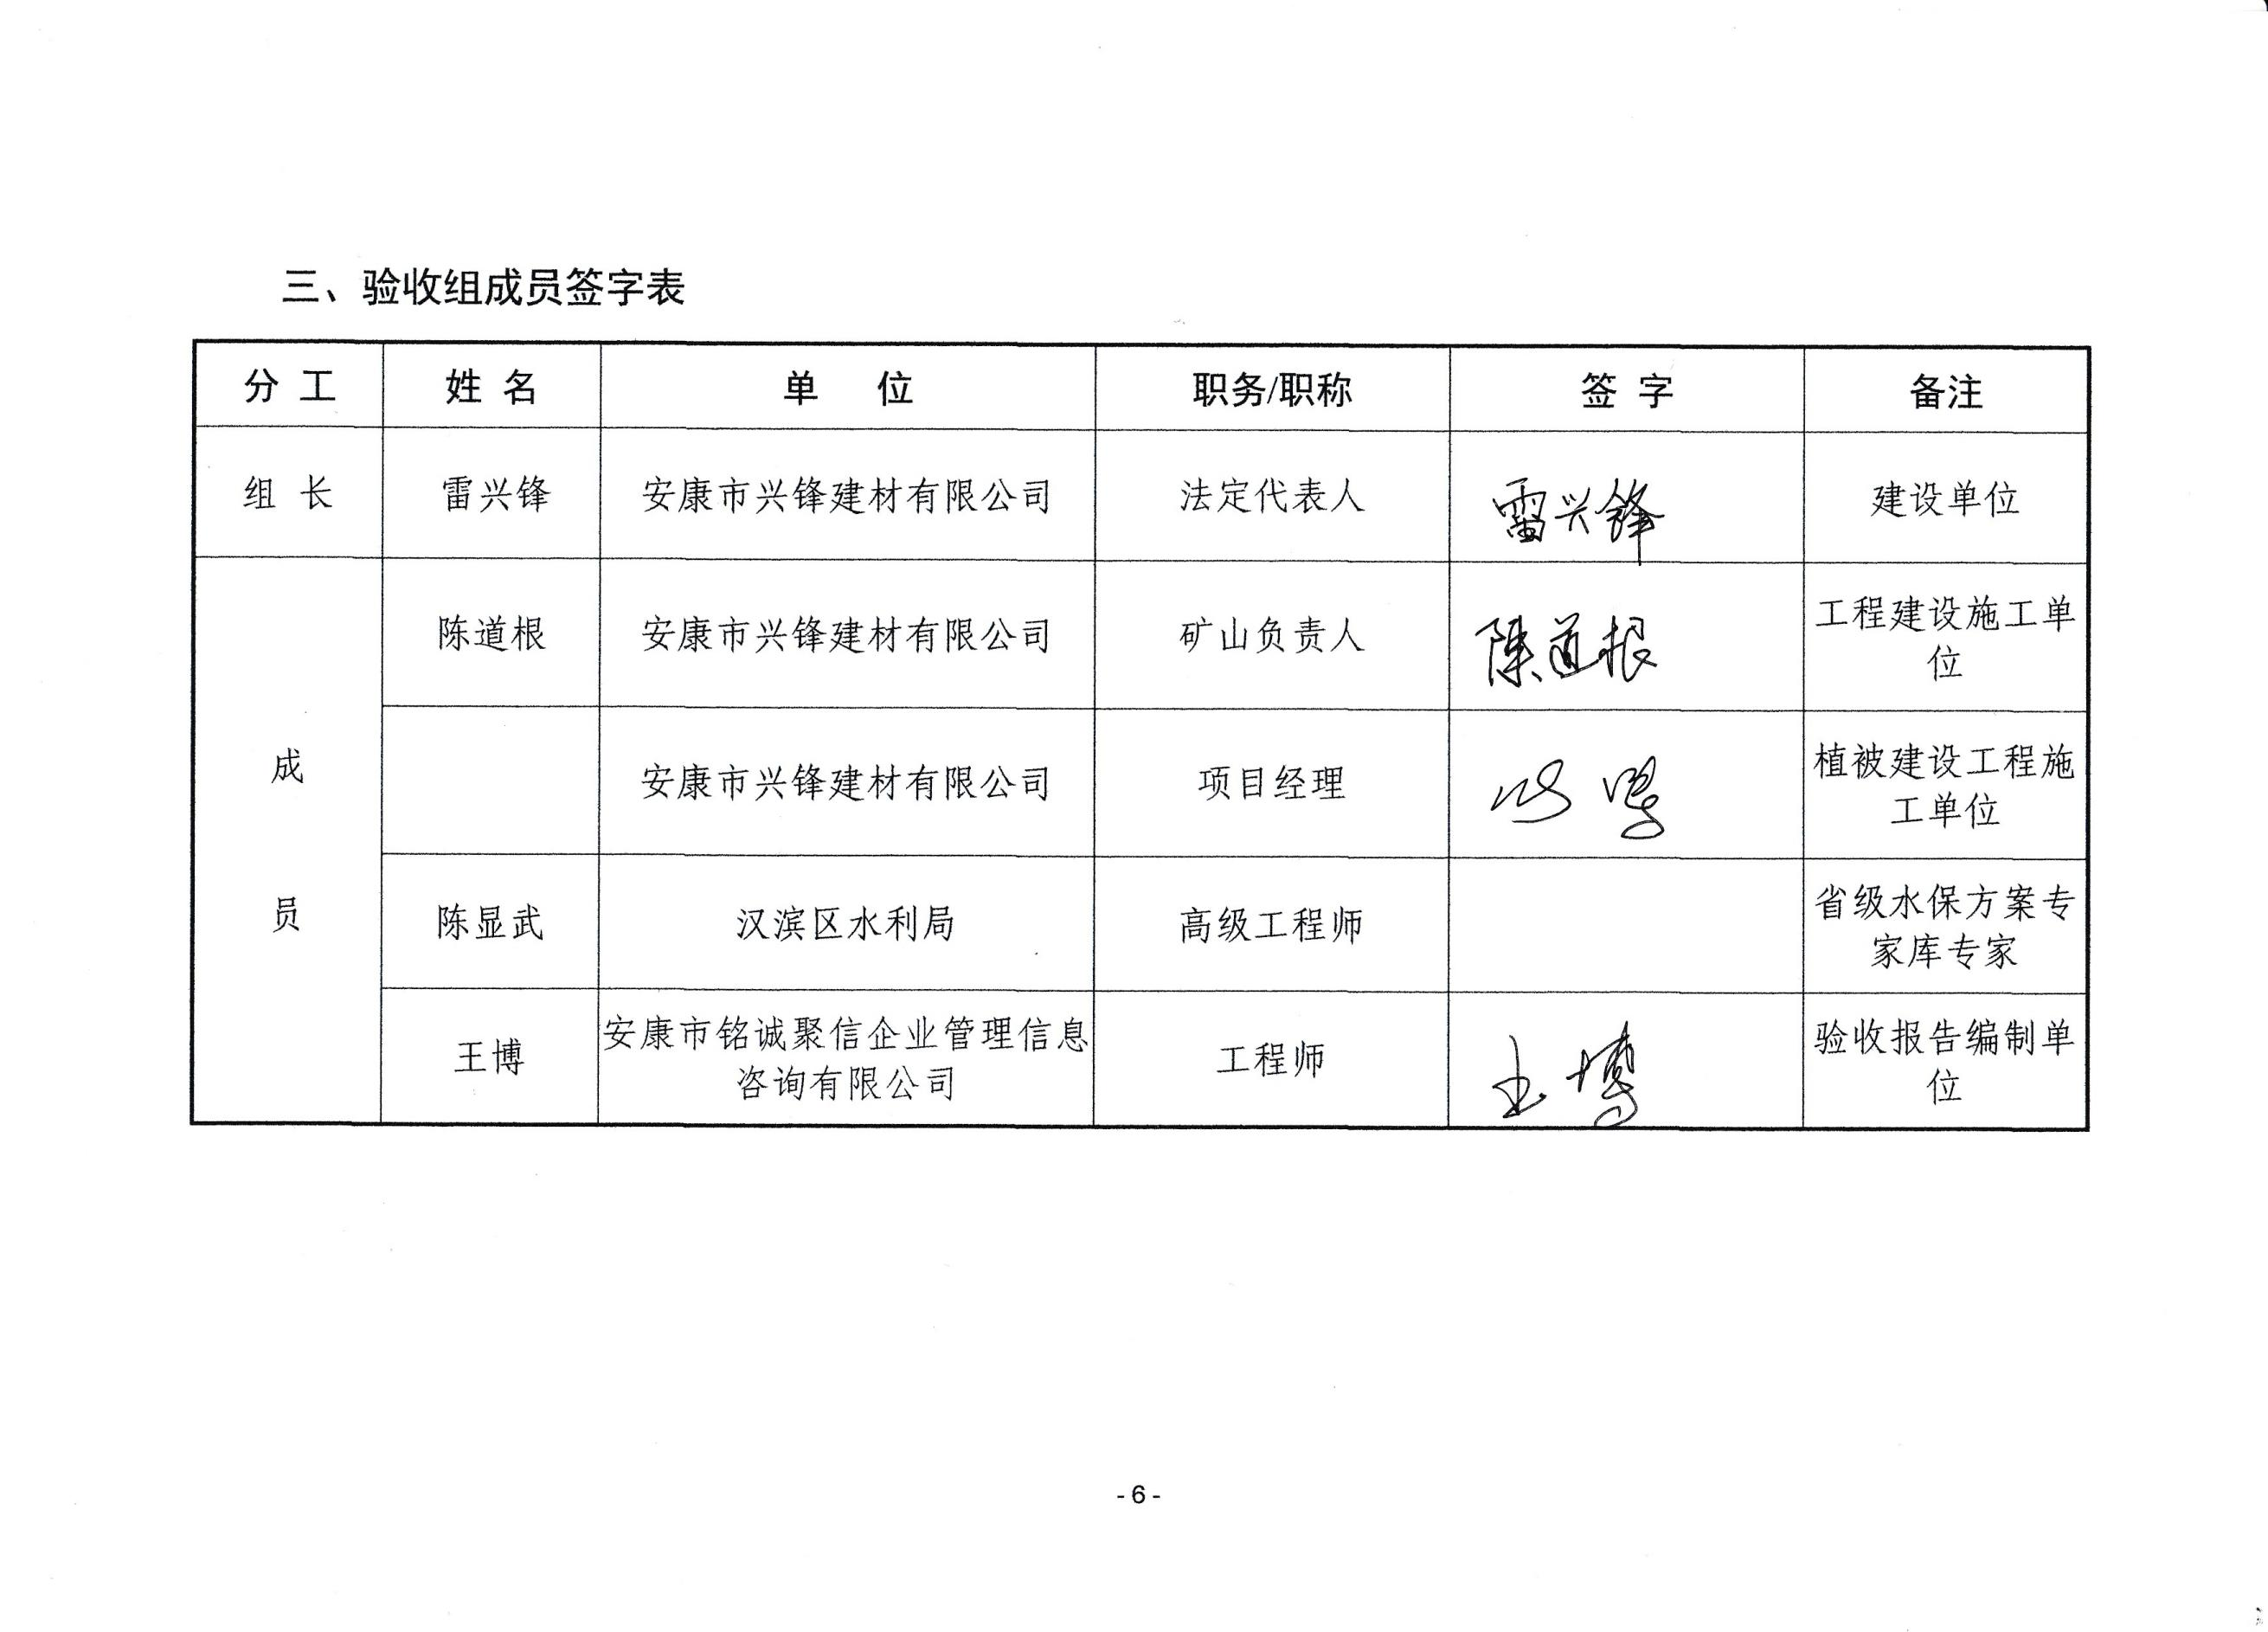 三、验收组成员签字表
分 工 姓 名 单 位 职务/职称 签 字 备注
组 长 雷兴锋 安康市兴锋建材有限公司 法定代表人 雷兴锋 建设单位
成
员
陈道根 安康市兴锋建材有限公司 矿山负责人 陈道根 工程建设施工单
位
安康市兴锋建材有限公司 项目经理 植被建设工程施
工单位
陈显武 汉滨区水利局 高级工程师 省级水保方案专
家库专家
王博 安康市铭诚聚信企业管理信息
咨询有限公司 工程师 王博 验收报告编制单
位
- 6 -